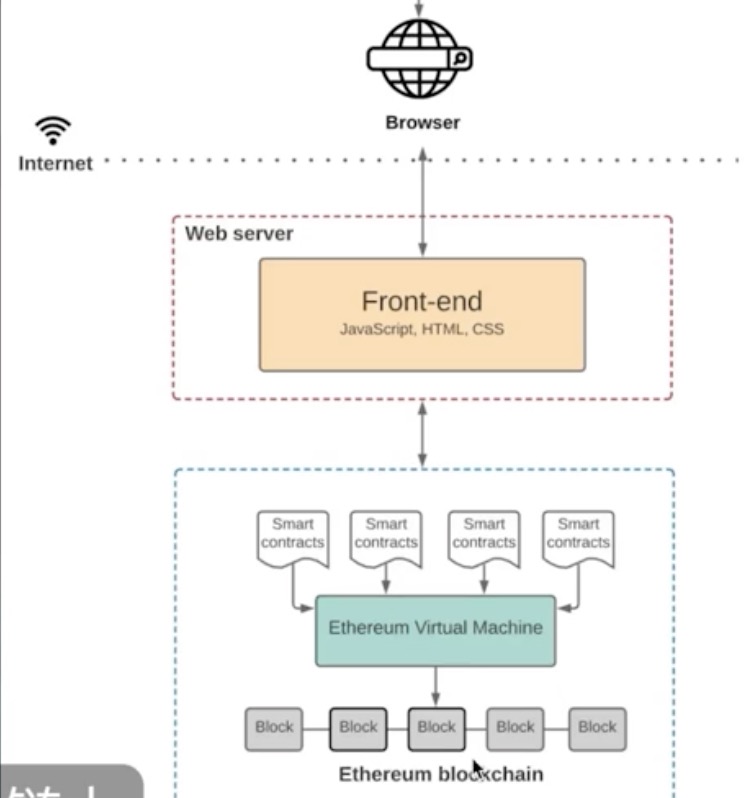 Browser
Internet
Web server
Front-end
JavaScript, HTML, CSS
Smart
contracts
Smart
contracts
Smart
contracts
Smart
contracts
Ethereum Virtual Machine
Block
Block
Block
Block
Block
Ethereum blockchain